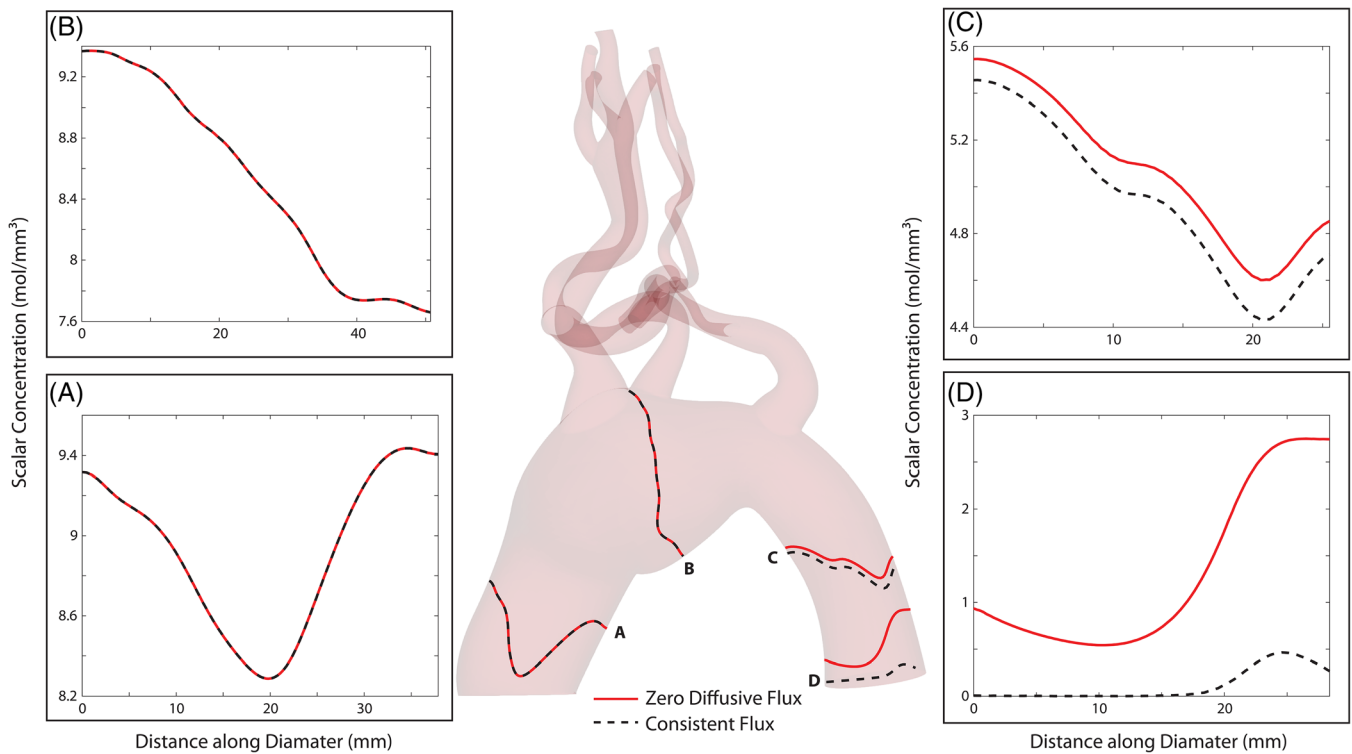 (B)
9.2
8.8
8.4
8
7.6
0
20
40
(A)
9.4
9
8.6
8.2
0
10
20
30
Scalar Concentration (mol/mm³)
Distance along Diamater (mm)
A
B
C
D
Zero Diffusive Flux
Consistent Flux
(C)
5.6
5.2
4.8
4.4
0
10
20
(D)
3
2
1
0
0
10
20
Scalar Concentration (mol/mm³)
Distance along Diamater (mm)